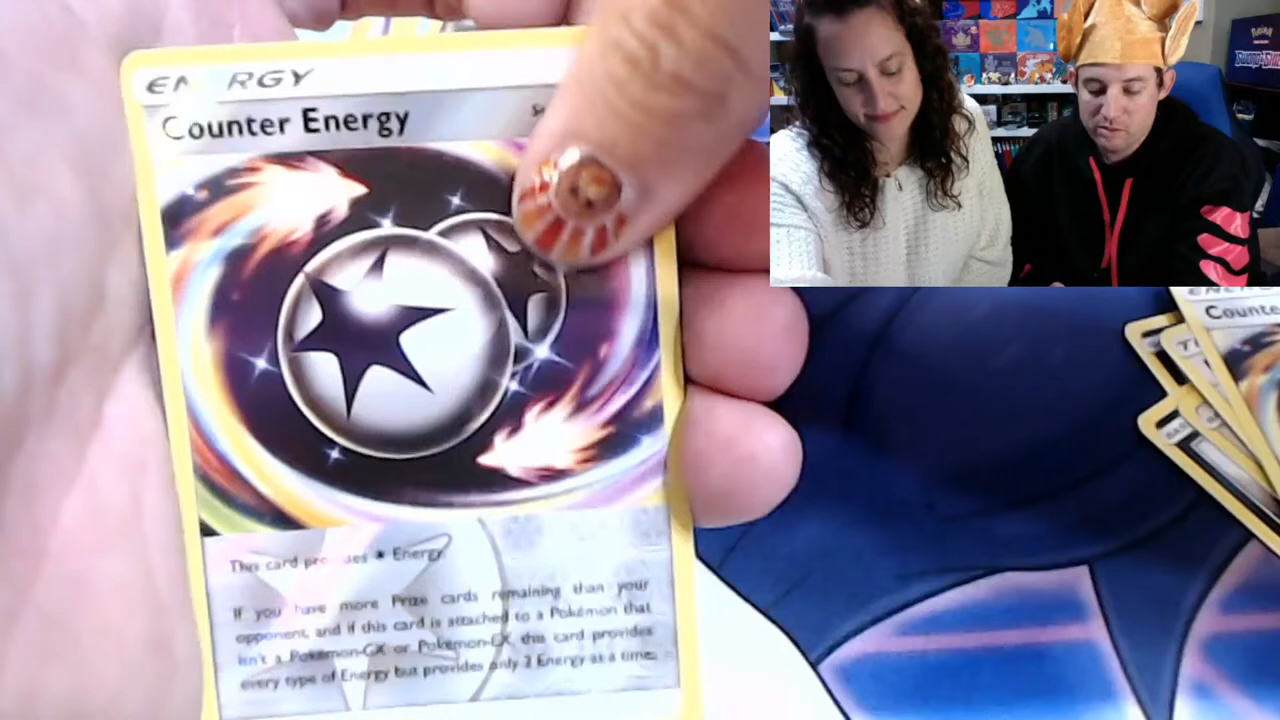 ENERGY
Counter Energy
This card provides ★ Energy.
If you have more Prize cards remaining than your
opponent, and if this card is attached to a Pokémon that
isn't a Pokémon-GX or Pokémon-EX, this card provides
every type of Energy but provides only 2 Energy at a time.
Counte